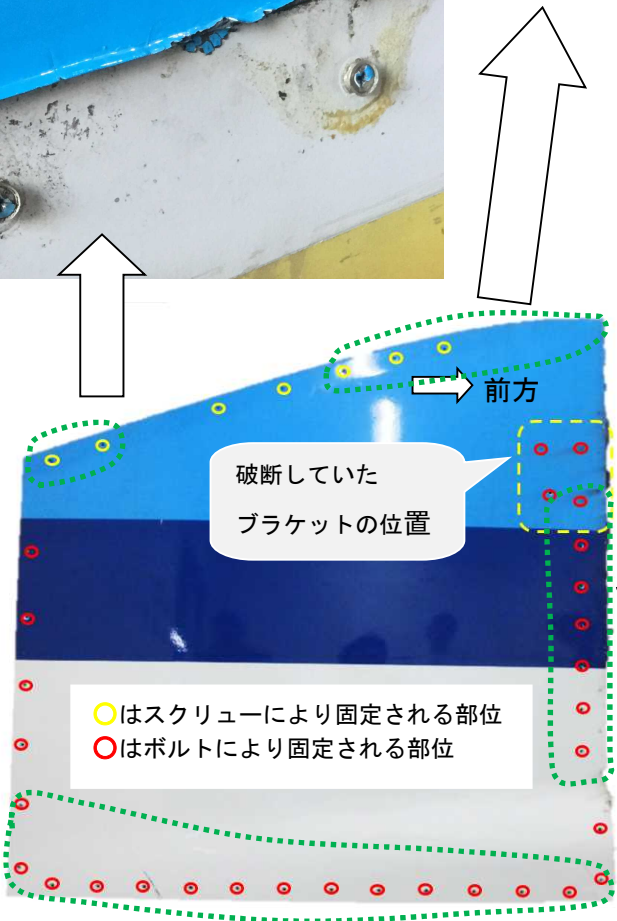 前方
破断していた
ブラケットの位置
○はスクリューにより固定される部位
○はボルトにより固定される部位